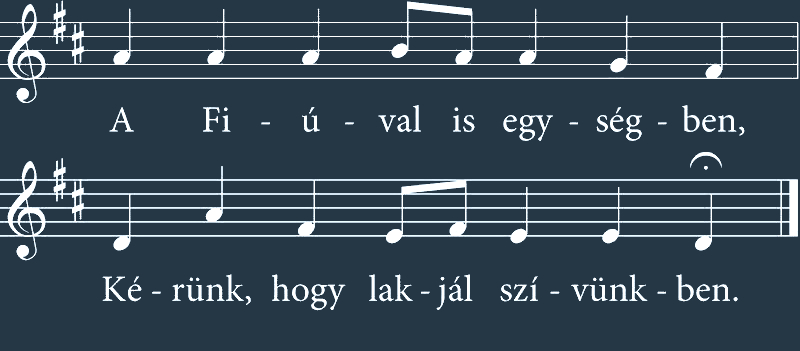 A Fi - ú - val is egy - ség - ben,
Ké - rünk, hogy lak - jál szí - vünk - ben.